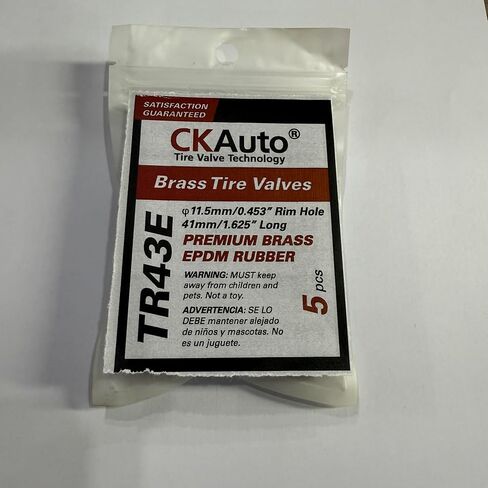 SATISFACTION
GUARANTEED
CKAuto®
Tire Valve Technology
Brass Tire Valves
TR43E
φ 11.5mm/0.453" Rim Hole
41mm/1.625" Long
PREMIUM BRASS
EPDM RUBBER
WARNING: MUST keep
away from children and
pets. Not a toy.
ADVERTENCIA: SE LO
DEBE mantener alejado
de niños y mascotas. No
es un juguete.
5 pcs